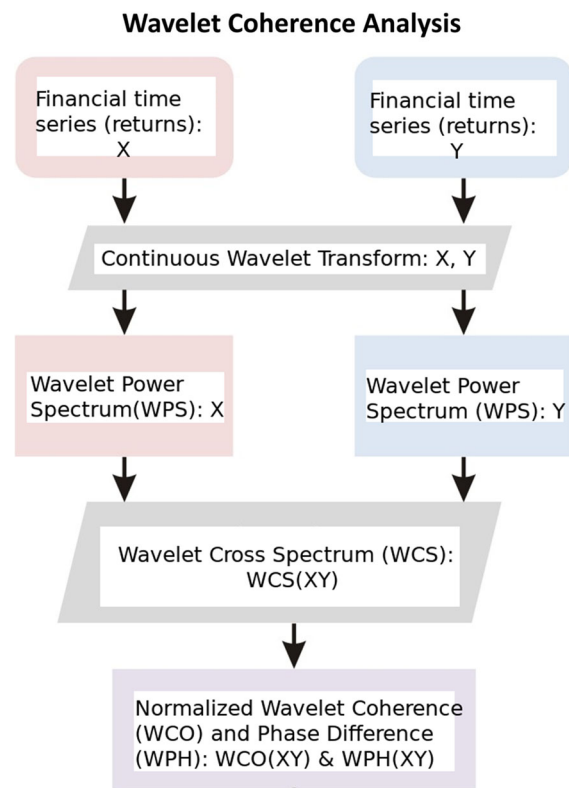 Wavelet Coherence Analysis
Financial time
series (returns):
X
Financial time
series (returns):
Y
Continuous Wavelet Transform: X, Y
Wavelet Power
Spectrum(WPS): X
Wavelet Power
Spectrum (WPS): Y
Wavelet Cross Spectrum (WCS):
WCS(XY)
Normalized Wavelet Coherence
(WCO) and Phase Difference
(WPH): WCO(XY) & WPH(XY)